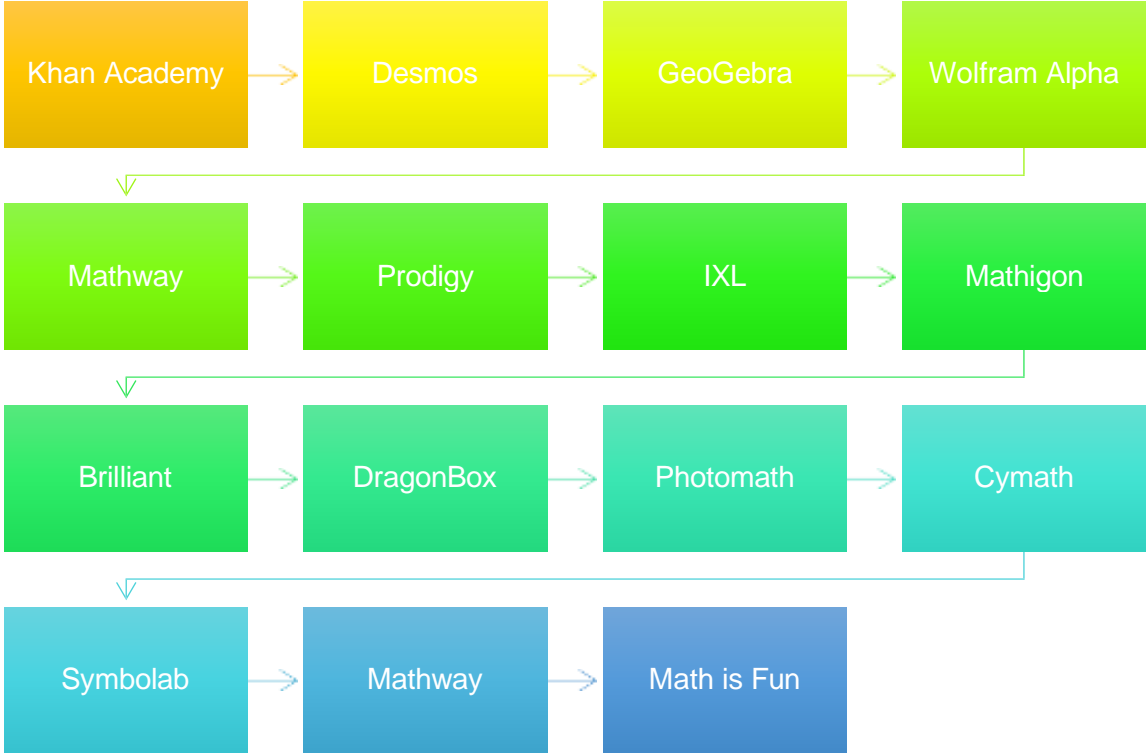 Khan Academy
Desmos
GeoGebra
Wolfram Alpha
Mathway
Prodigy
IXL
Mathigon
Brilliant
DragonBox
Photomath
Cymath
Symbolab
Mathway
Math is Fun